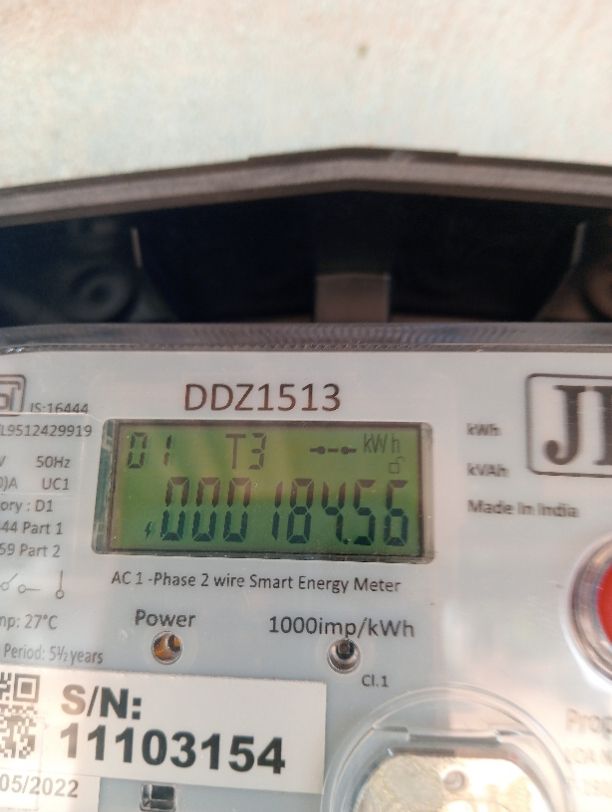 DDZ1513
IS:16444
L9512429919
50Hz
)A UC1
ory : D1
44 Part 1
59 Part 2
mp: 27°C
Period: 5½ years
01 T3 kWh
00018456
kWh
kVAh
Made In India
AC 1 -Phase 2 wire Smart Energy Meter
Power
1000imp/kWh
Cl.1
S/N:
11103154
05/2022